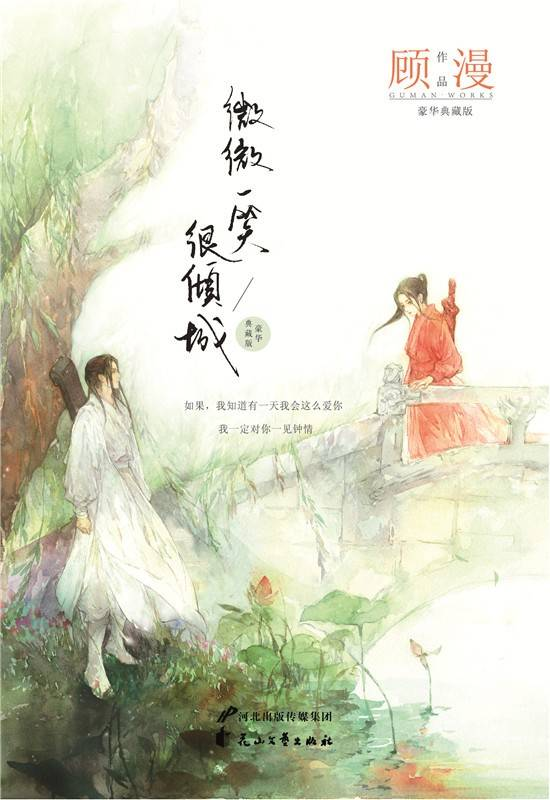 顾漫
作品
GUMAN·WORKS
豪华典藏版
微微一笑
很倾城
豪华
典藏版
如果，我知道有一天我会这么爱你
我一定对你一见钟情
河北出版传媒集团
花山文艺出版社